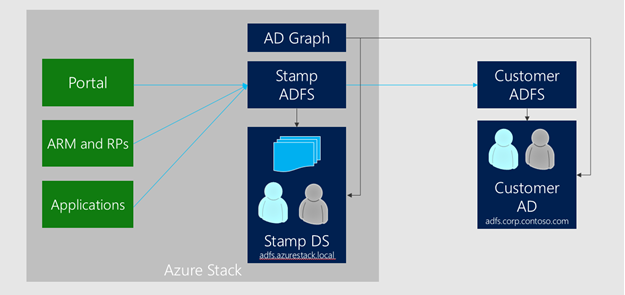 AD Graph
Portal
Stamp
ADFS
Customer
ADFS
ARM and RPs
Applications
Stamp DS
adfs.azurestack.local
Customer
AD
adfs.corp.contoso.com
Azure Stack